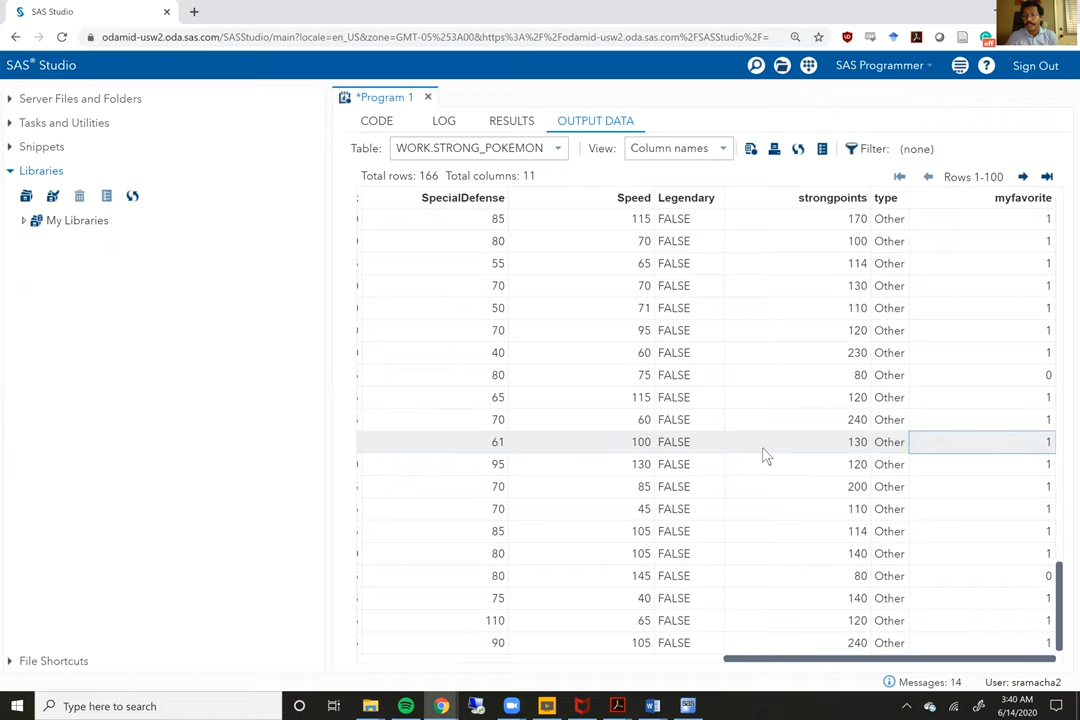 SAS Studio
odamid-usw2.oda.sas.com/SASStudio/main?locale=en_US&zone=GMT-05%253A00&https%3A%2F%2Fodamid-usw2.oda.sas.com%2FSASStudio%2F=
off
SAS® Studio
SAS Programmer
Sign Out
Server Files and Folders
Tasks and Utilities
Snippets
Libraries
My Libraries
File Shortcuts
*Program 1
CODE LOG RESULTS OUTPUT DATA
Table: WORK.STRONG_POKEMON View: Column names Filter: (none)
Total rows: 166 Total columns: 11 Rows 1-100
SpecialDefense Speed Legendary strongpoints type myfavorite
85 115 FALSE 170 Other 1
80 70 FALSE 100 Other 1
55 65 FALSE 114 Other 1
70 70 FALSE 130 Other 1
50 71 FALSE 110 Other 1
70 95 FALSE 120 Other 1
40 60 FALSE 230 Other 1
80 75 FALSE 80 Other 0
65 115 FALSE 120 Other 1
70 60 FALSE 240 Other 1
61 100 FALSE 130 Other 1
95 130 FALSE 120 Other 1
70 85 FALSE 200 Other 1
70 45 FALSE 110 Other 1
85 105 FALSE 114 Other 1
80 105 FALSE 140 Other 1
80 145 FALSE 80 Other 0
75 40 FALSE 140 Other 1
110 65 FALSE 120 Other 1
90 105 FALSE 240 Other 1
Messages: 14 User: sramacha2
Type here to search
3:40 AM
6/14/2020